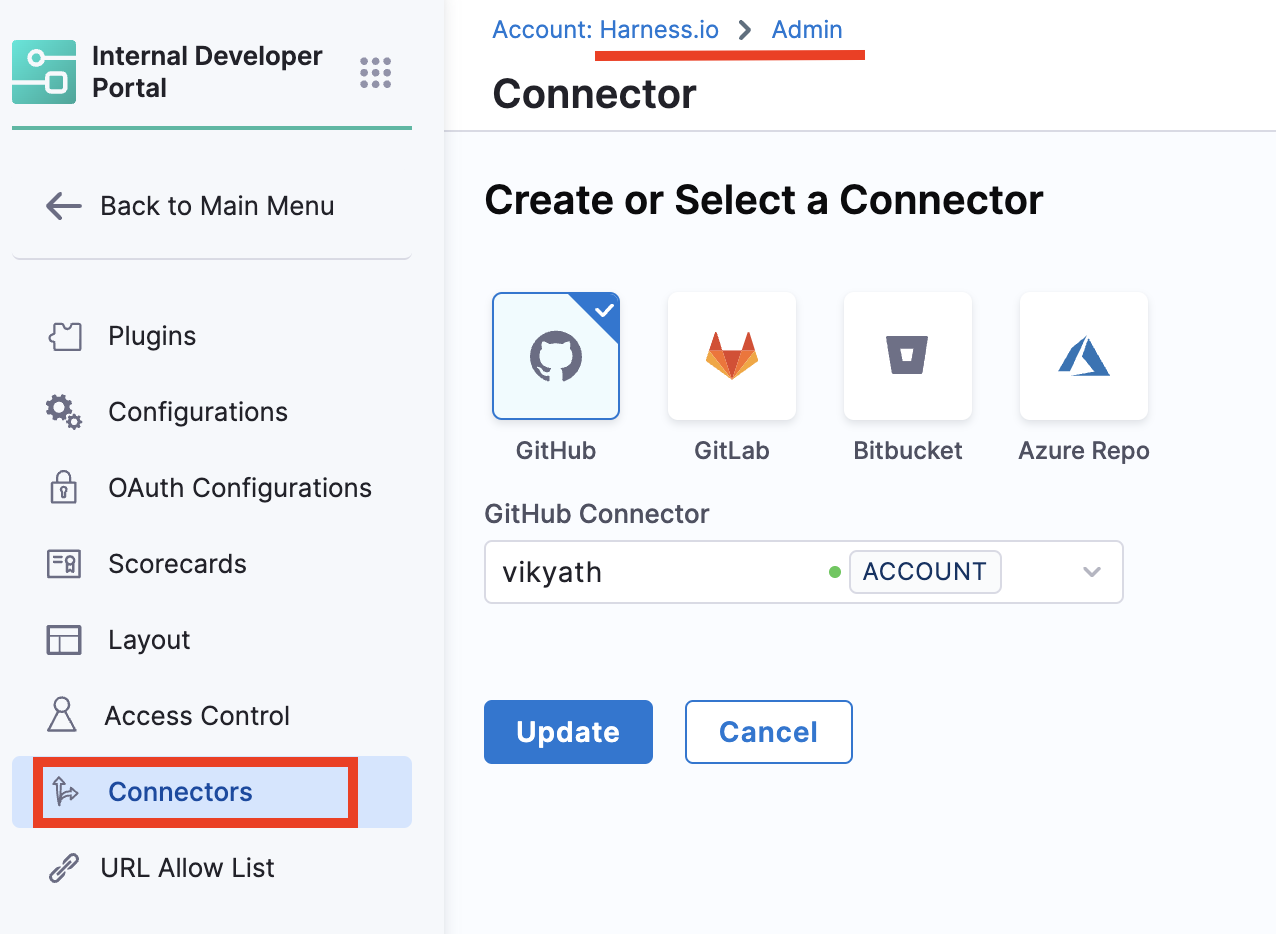 Internal Developer
Portal
Back to Main Menu
Plugins
Configurations
OAuth Configurations
Scorecards
Layout
Access Control
Connectors
URL Allow List
Account: Harness.io > Admin
Connector
Create or Select a Connector
GitHub GitLab Bitbucket Azure Repo
GitHub Connector
vikyath ACCOUNT
Update Cancel